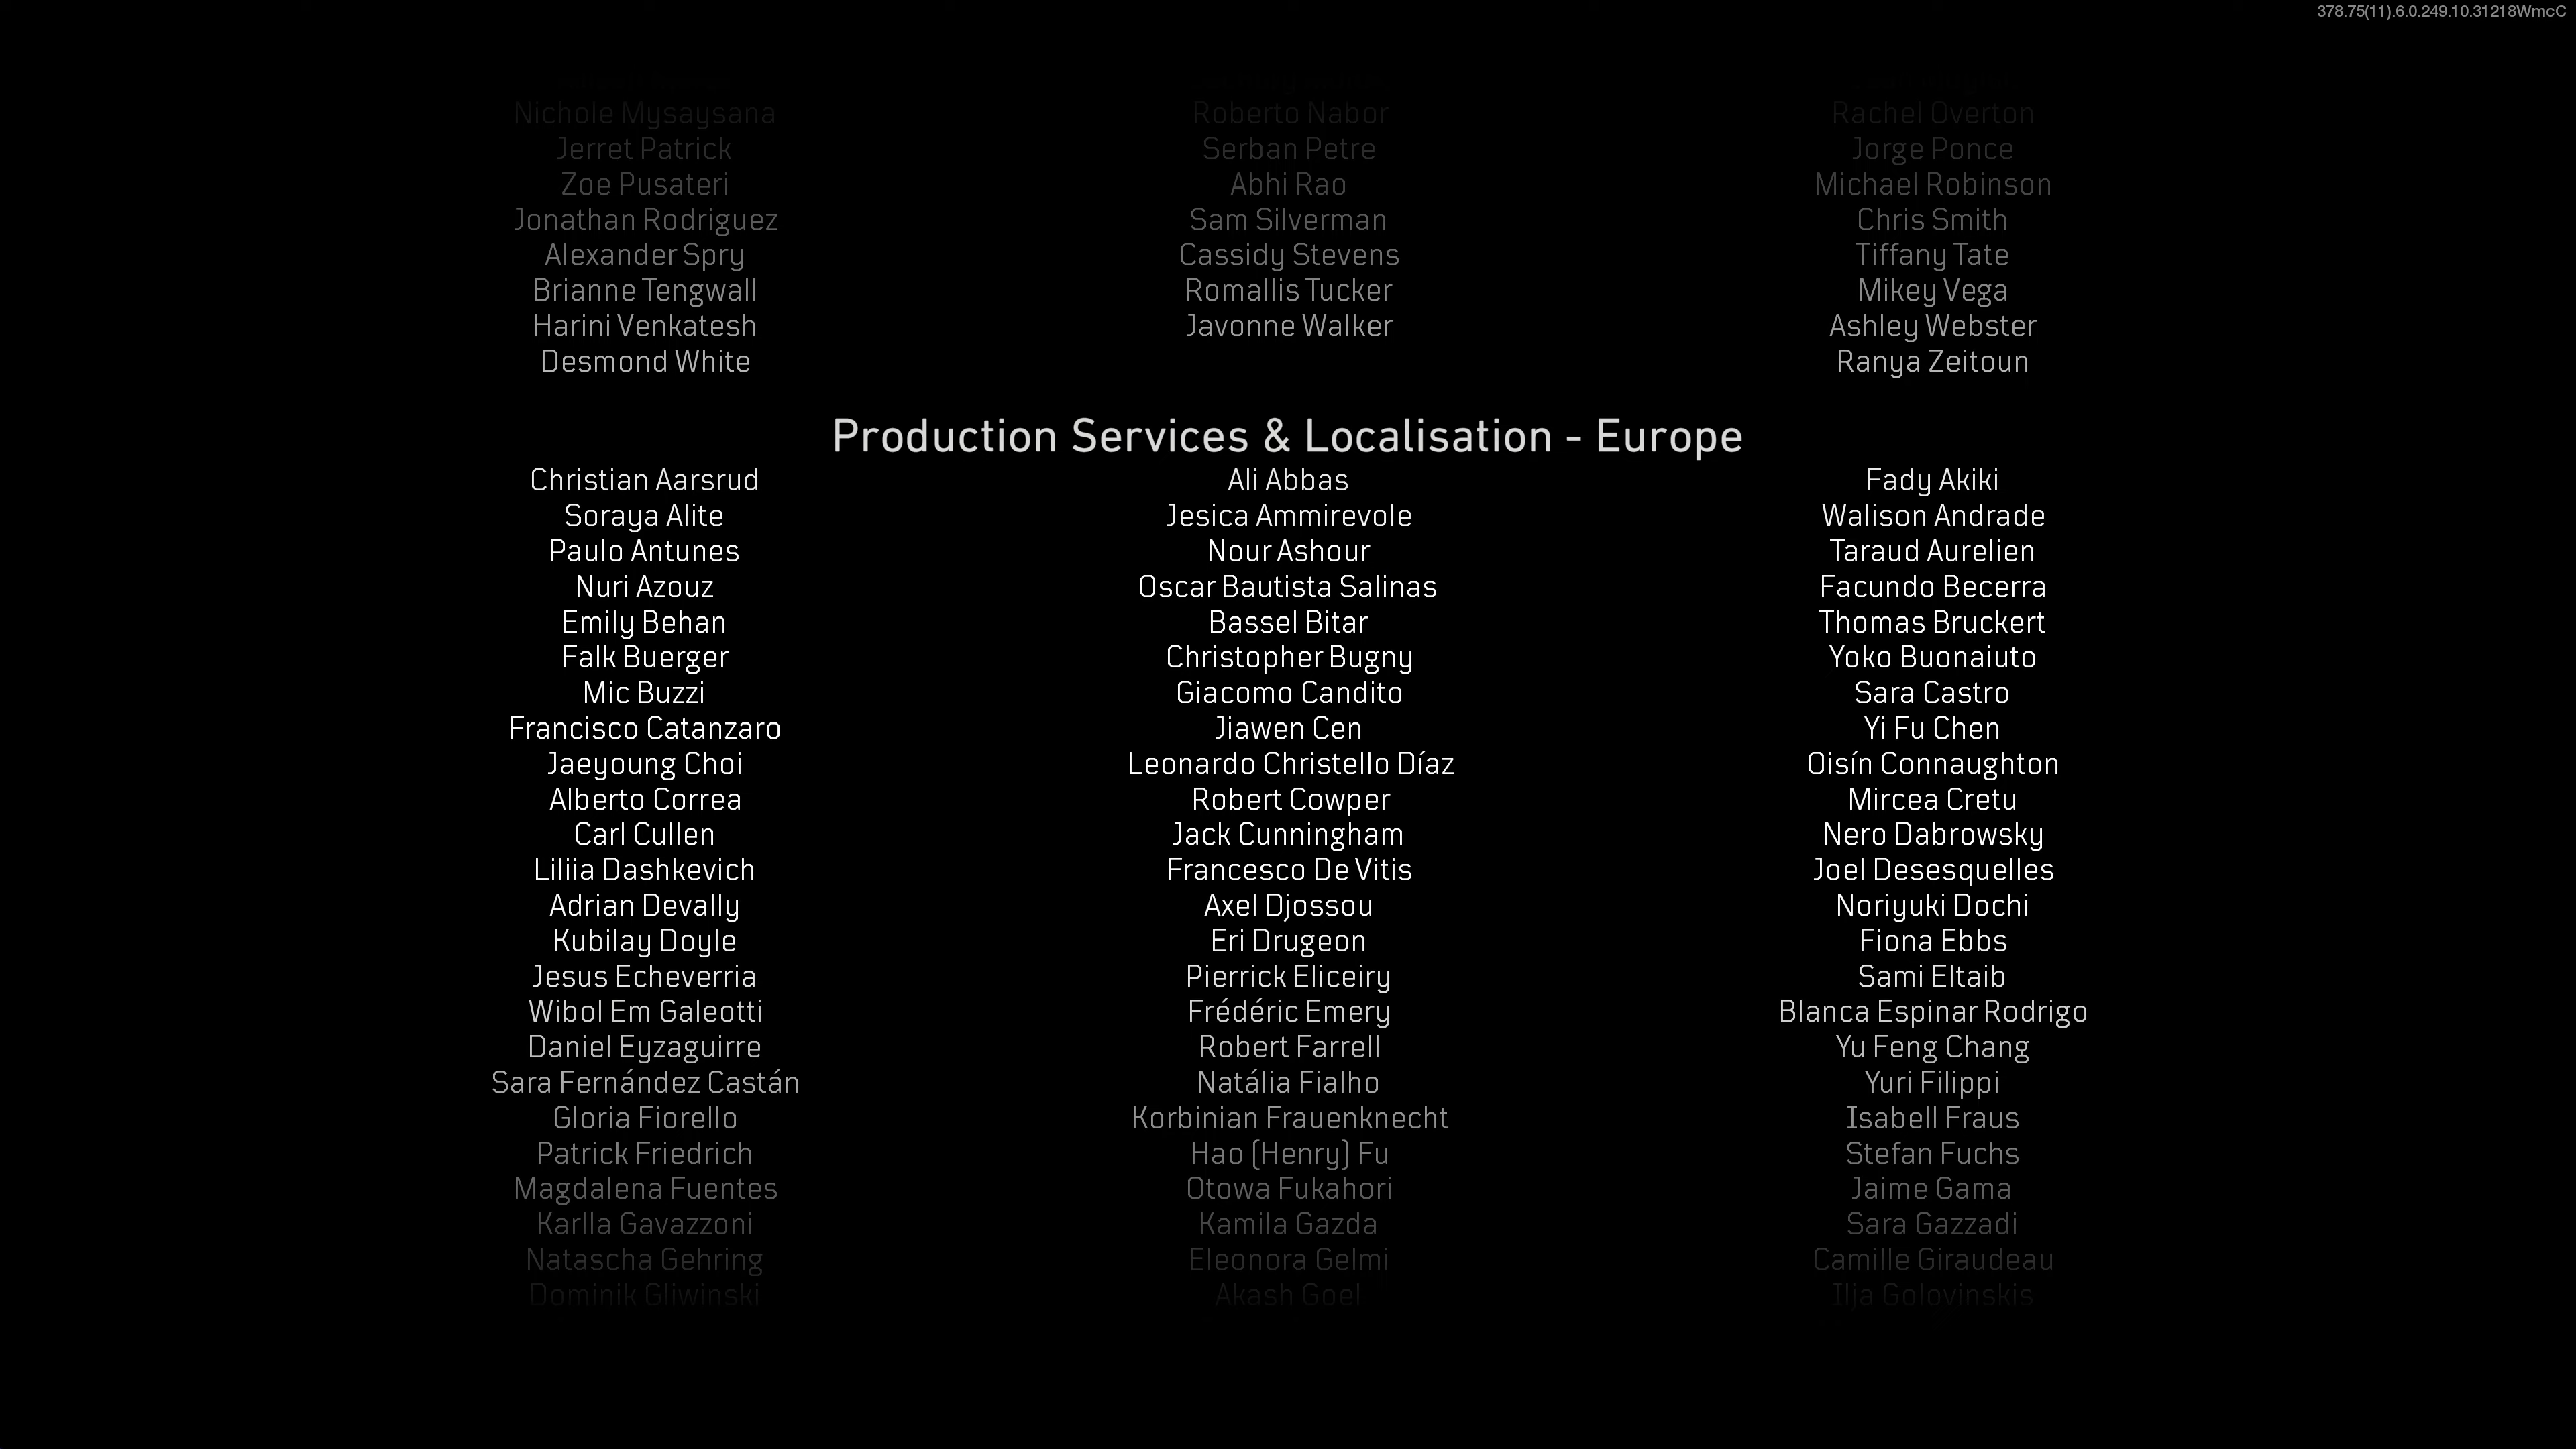 378.75(11).6.0.249.10.31218WmcC
Nichole Mysaysana Roberto Nabor Rachel Overton
Jerret Patrick Serban Petre Jorge Ponce
Zoe Pusateri Abhi Rao Michael Robinson
Jonathan Rodriguez Sam Silverman Chris Smith
Alexander Spry Cassidy Stevens Tiffany Tate
Brianne Tengwall Romallis Tucker Mikey Vega
Harini Venkatesh Javonne Walker Ashley Webster
Desmond White Ranya Zeitoun
Production Services & Localisation - Europe
Christian Aarsrud Ali Abbas Fady Akiki
Soraya Alite Jesica Ammirevole Walison Andrade
Paulo Antunes Nour Ashour Taraud Aurelien
Nuri Azouz Oscar Bautista Salinas Facundo Becerra
Emily Behan Bassel Bitar Thomas Bruckert
Falk Buerger Christopher Bugny Yoko Buonaiuto
Mic Buzzi Giacomo Candito Sara Castro
Francisco Catanzaro Jiawen Cen Yi Fu Chen
Jaeyoung Choi Leonardo Christello Díaz Oisín Connaughton
Alberto Correa Robert Cowper Mircea Cretu
Carl Cullen Jack Cunningham Nero Dabrowsky
Liliia Dashkevich Francesco De Vitis Joel Desesquelles
Adrian Devally Axel Djossou Noriyuki Dochi
Kubilay Doyle Eri Drugeon Fiona Ebbs
Jesus Echeverria Pierrick Eliceiry Sami Eltaib
Wibol Em Galeotti Frédéric Emery Blanca Espinar Rodrigo
Daniel Eyzaguirre Robert Farrell Yu Feng Chang
Sara Fernández Castán Natália Fialho Yuri Filippi
Gloria Fiorello Korbinian Frauenknecht Isabell Fraus
Patrick Friedrich Hao (Henry) Fu Stefan Fuchs
Magdalena Fuentes Otowa Fukahori Jaime Gama
Karlla Gavazzoni Kamila Gazda Sara Gazzadi
Natascha Gehring Eleonora Gelmi Camille Giraudeau
Dominik Gliwinski Akash Goel Ilja Golovinskis